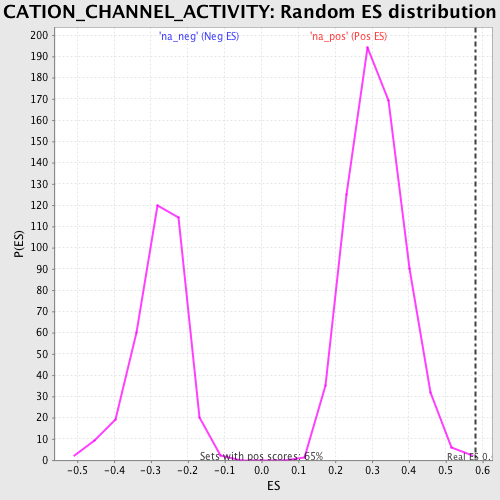 CATION_CHANNEL_ACTIVITY: Random ES distribution
'na_neg' (Neg ES)
'na_pos' (Pos ES)
P(ES)
200
190
180
170
160
150
140
130
120
110
100
90
80
70
60
50
40
30
20
10
0
Sets with pos scores: 65%
Real ES 0.
-0.5 -0.4 -0.3 -0.2 -0.1 0.0 0.1 0.2 0.3 0.4 0.5 0.6
ES